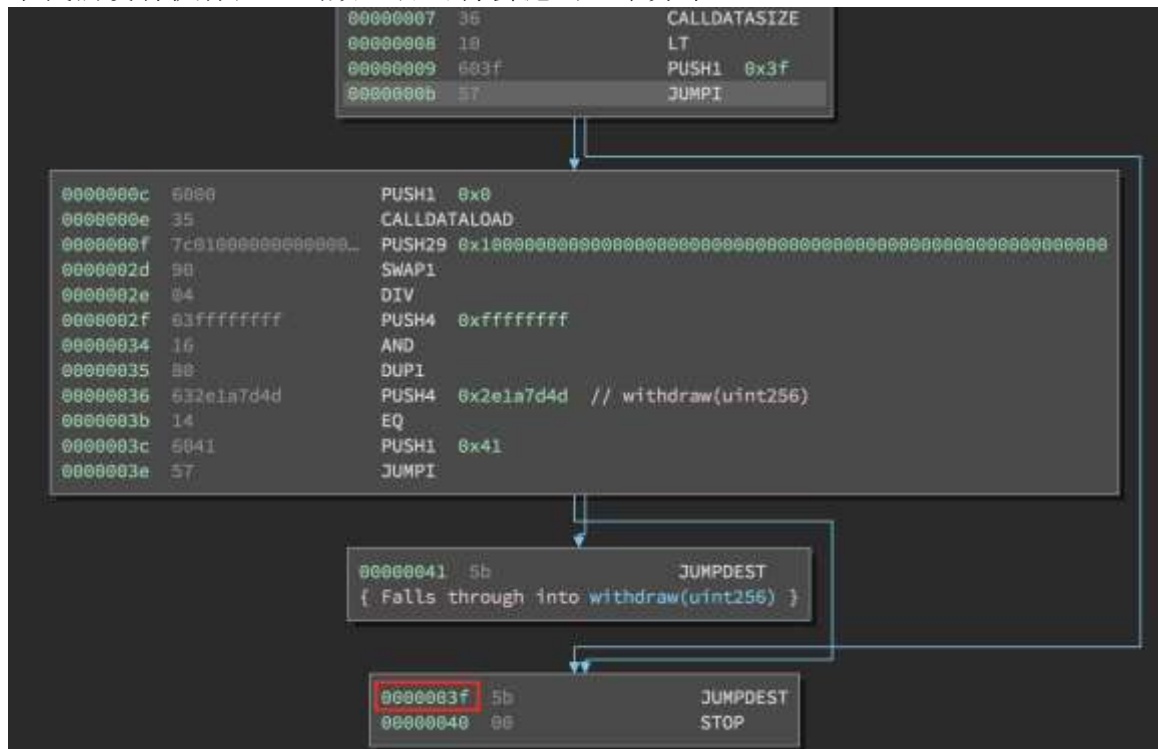 00000007 36 CALLDATASIZE
00000008 10 LT
00000009 603f PUSH1 0x3f
0000000b 57 JUMPI
0000000c 6000 PUSH1 0x0
0000000e 35 CALLDATALOAD
0000000f 7c010000000000000000… PUSH29 0x100000000000000000000000000000000000000000000000000000000
0000002d 90 SWAP1
0000002e 04 DIV
0000002f 63ffffffff PUSH4 0xffffffff
00000034 16 AND
00000035 80 DUP1
00000036 632e1a7d4d PUSH4 0x2e1a7d4d // withdraw(uint256)
0000003b 14 EQ
0000003c 6041 PUSH1 0x41
0000003e 57 JUMPI
00000041 5b JUMPDEST
{ Falls through into withdraw(uint256) }
0000003f 5b JUMPDEST
00000040 00 STOP